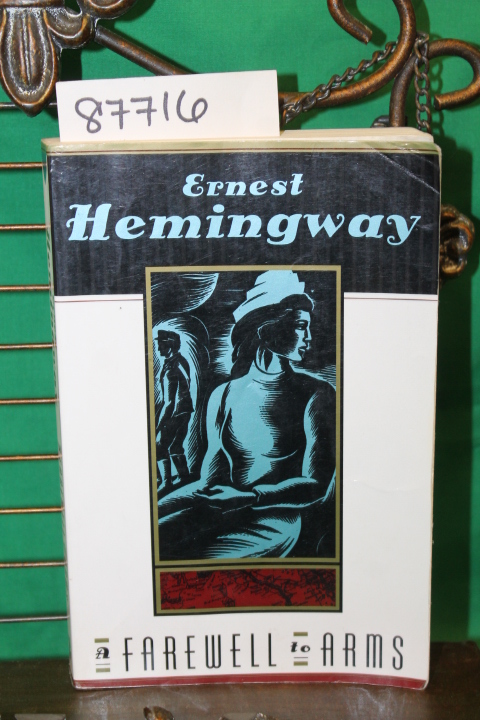 87716
Ernest
Hemingway
A FAREWELL to ARMS